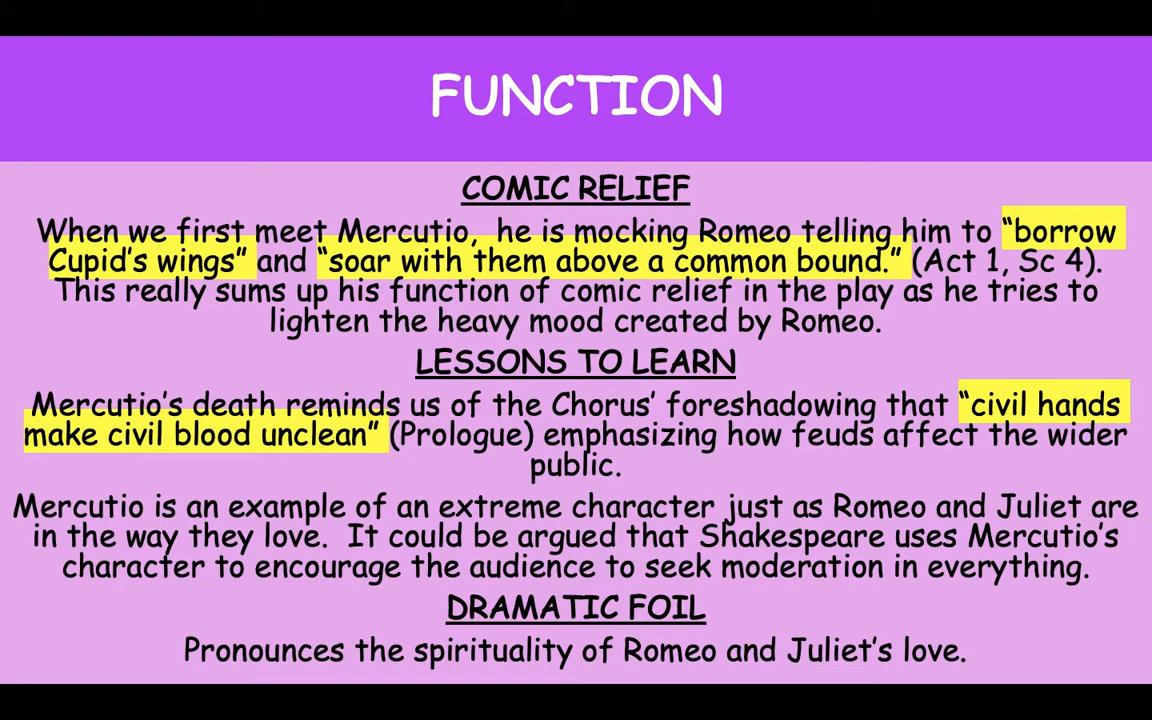 FUNCTION
COMIC RELIEF
When we first meet Mercutio,  he is mocking Romeo telling him to “borrow
Cupid’s wings” and “soar with them above a common bound.” (Act 1, Sc 4).
This really sums up his function of comic relief in the play as he tries to
lighten the heavy mood created by Romeo.
LESSONS TO LEARN
Mercutio’s death reminds us of the Chorus’ foreshadowing that “civil hands
make civil blood unclean” (Prologue) emphasizing how feuds affect the wider
public.
Mercutio is an example of an extreme character just as Romeo and Juliet are
in the way they love.  It could be argued that Shakespeare uses Mercutio’s
character to encourage the audience to seek moderation in everything.
DRAMATIC FOIL
Pronounces the spirituality of Romeo and Juliet’s love.